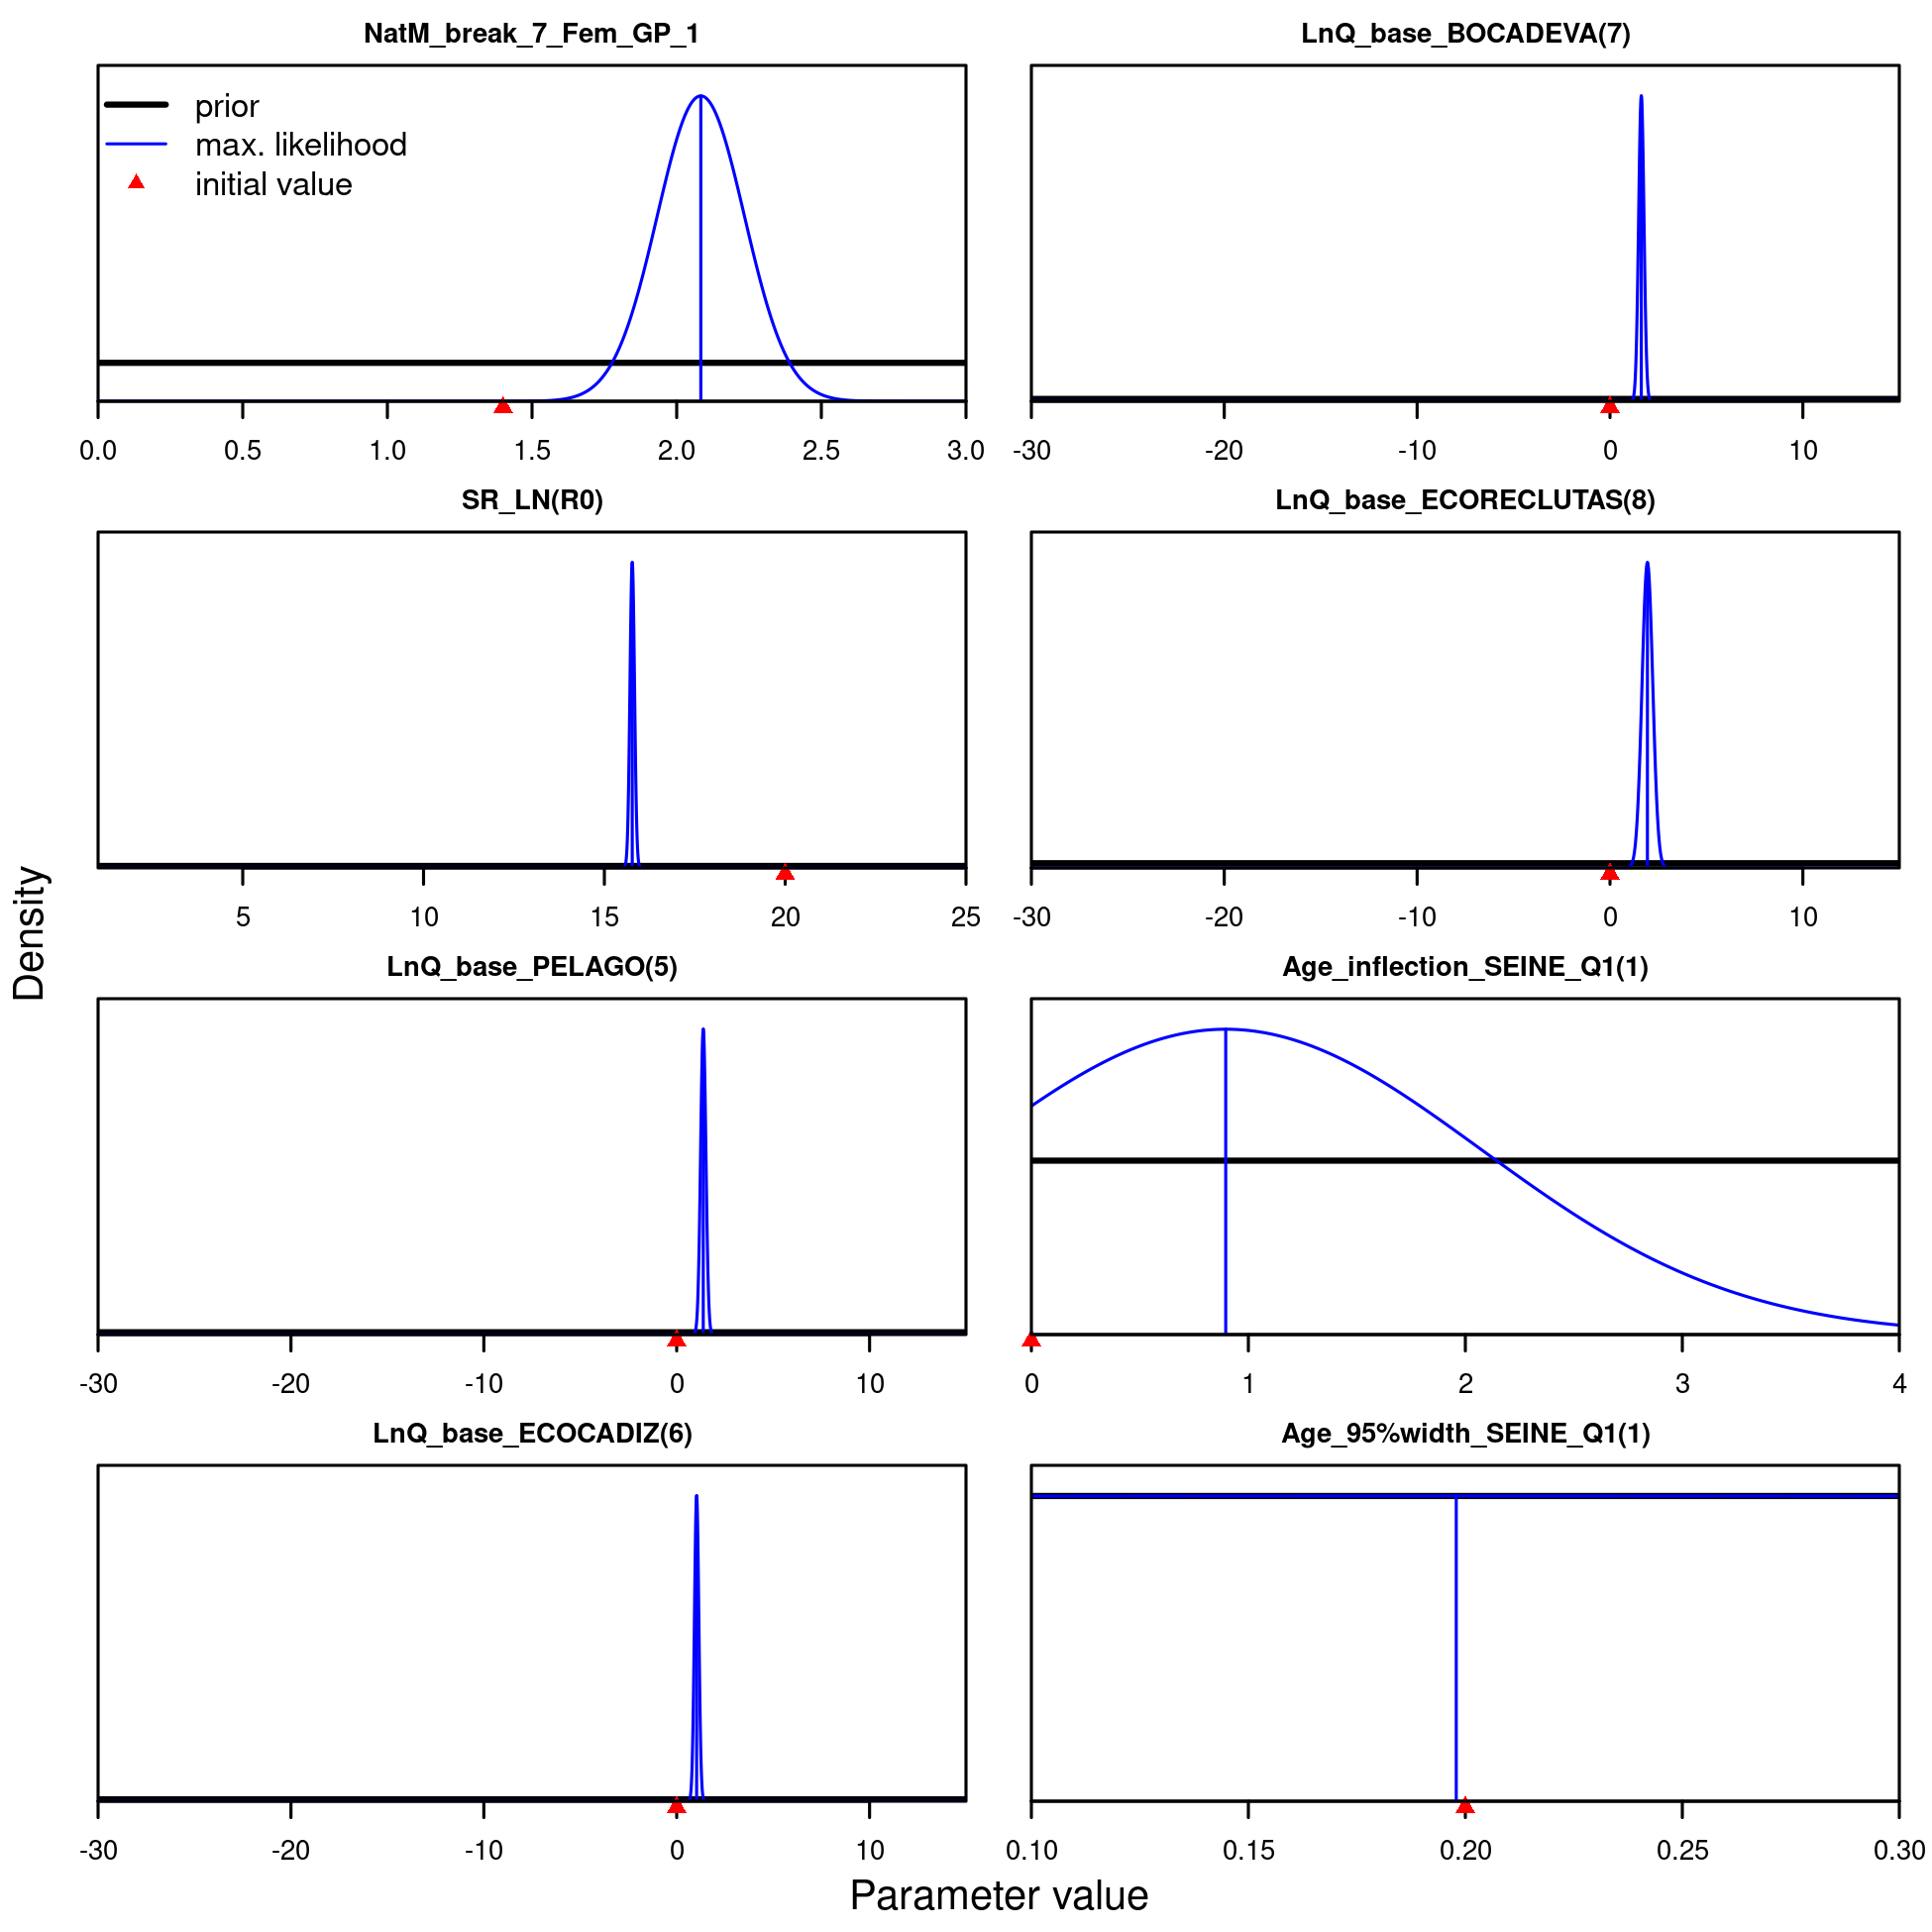 NatM_break_7_Fem_GP_1
prior
max. likelihood
initial value
0.0 0.5 1.0 1.5 2.0 2.5 3.0
LnQ_base_BOCADEVA(7)
-30 -20 -10 0 10
SR_LN(R0)
5 10 15 20 25
LnQ_base_ECORECLUTAS(8)
-30 -20 -10 0 10
LnQ_base_PELAGO(5)
-30 -20 -10 0 10
Age_inflection_SEINE_Q1(1)
0 1 2 3 4
LnQ_base_ECOCADIZ(6)
-30 -20 -10 0 10
Age_95%width_SEINE_Q1(1)
0.10 0.15 0.20 0.25 0.30
Density
Parameter value